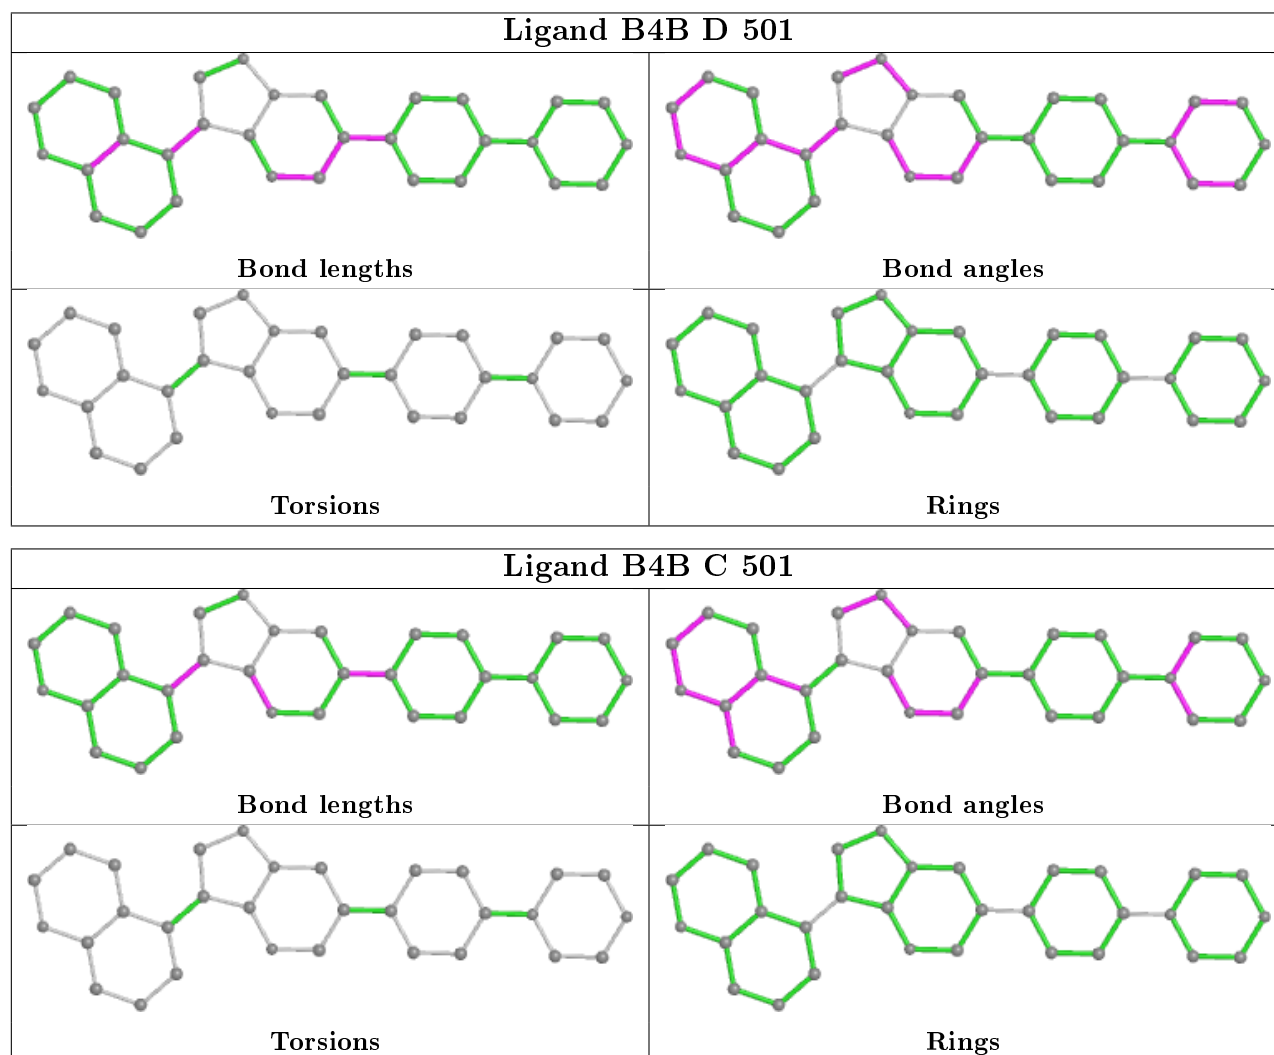 Ligand B4B D 501
Bond lengths
Bond angles
Torsions
Rings
Ligand B4B C 501
Bond lengths
Bond angles
Torsions
Rings